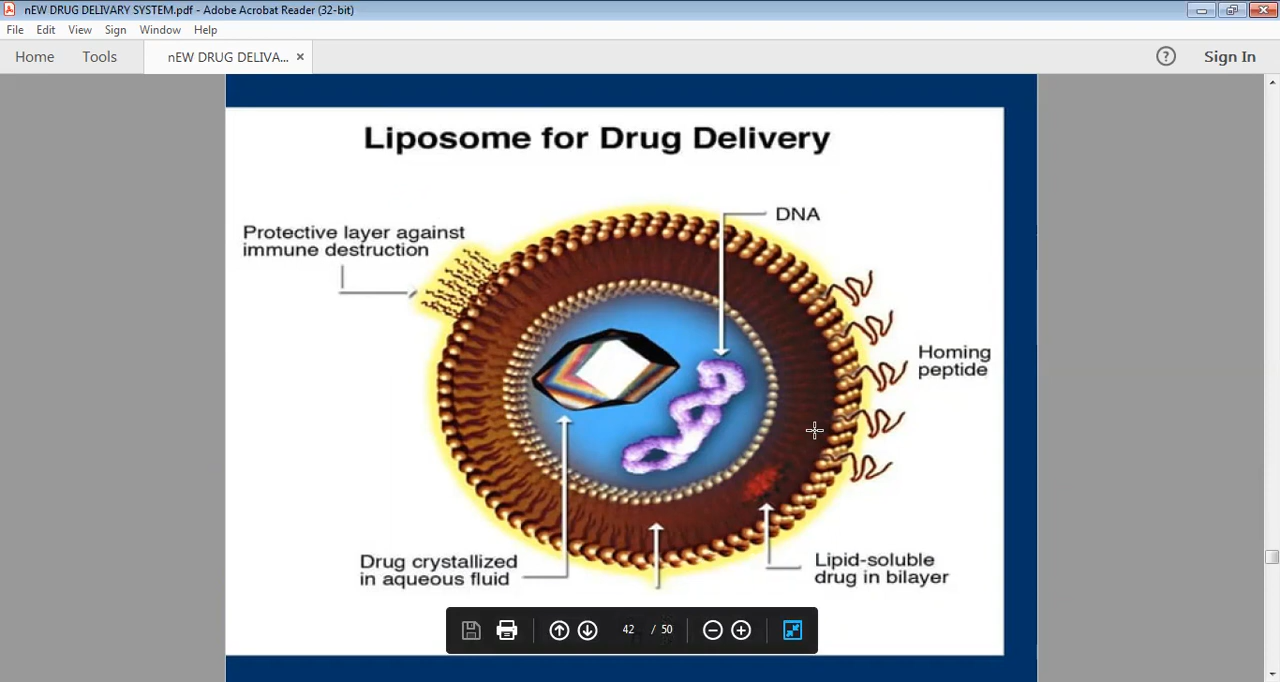 nEW DRUG DELIVARY SYSTEM.pdf - Adobe Acrobat Reader (32-bit)
File Edit View Sign Window Help
Home Tools nEW DRUG DELIVA... × ? Sign In
Liposome for Drug Delivery
DNA
Protective layer against
immune destruction
Homing
peptide
Drug crystallized
in aqueous fluid
Lipid-soluble
drug in bilayer
42 / 50